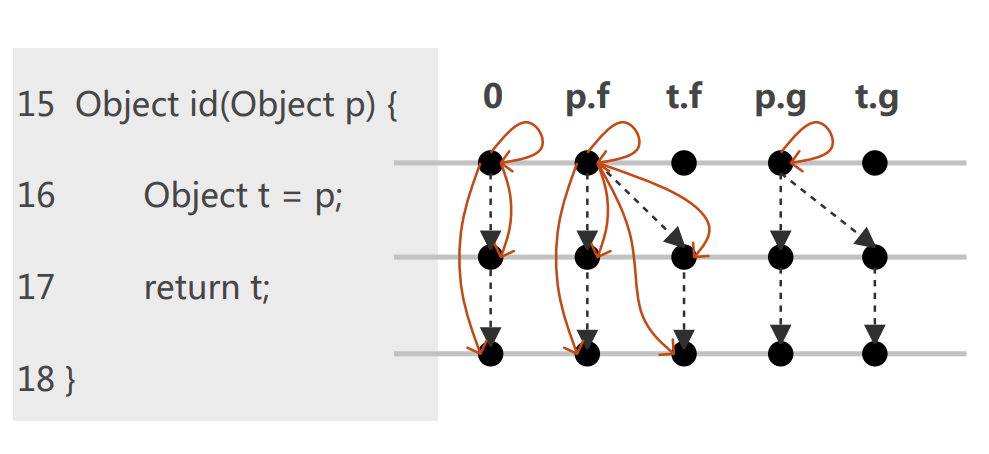 15 Object id(Object p) {
0 p.f t.f p.g t.g
16 Object t = p;
17 return t;
18 }